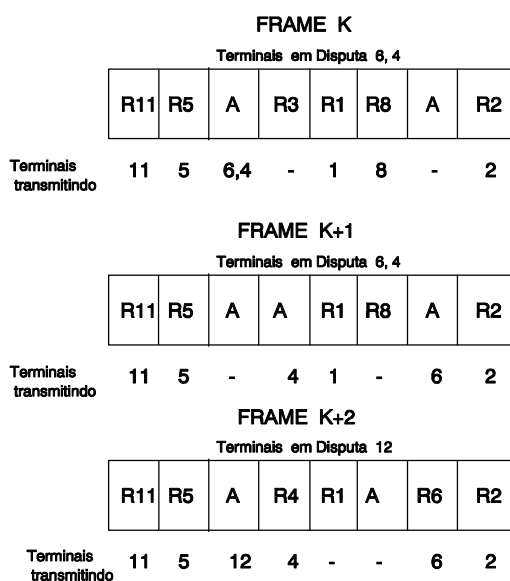 FRAME K
Terminais em Disputa 6, 4
R11 R5 A R3 R1 R8 A R2
Terminais transmitindo 11 5 6,4 - 1 8 - 2
FRAME K+1
Terminais em Disputa 6, 4
R11 R5 A A R1 R8 A R2
Terminais transmitindo 11 5 - 4 1 - 6 2
FRAME K+2
Terminais em Disputa 12
R11 R5 A R4 R1 A R6 R2
Terminais transmitindo 11 5 12 4 - - 6 2